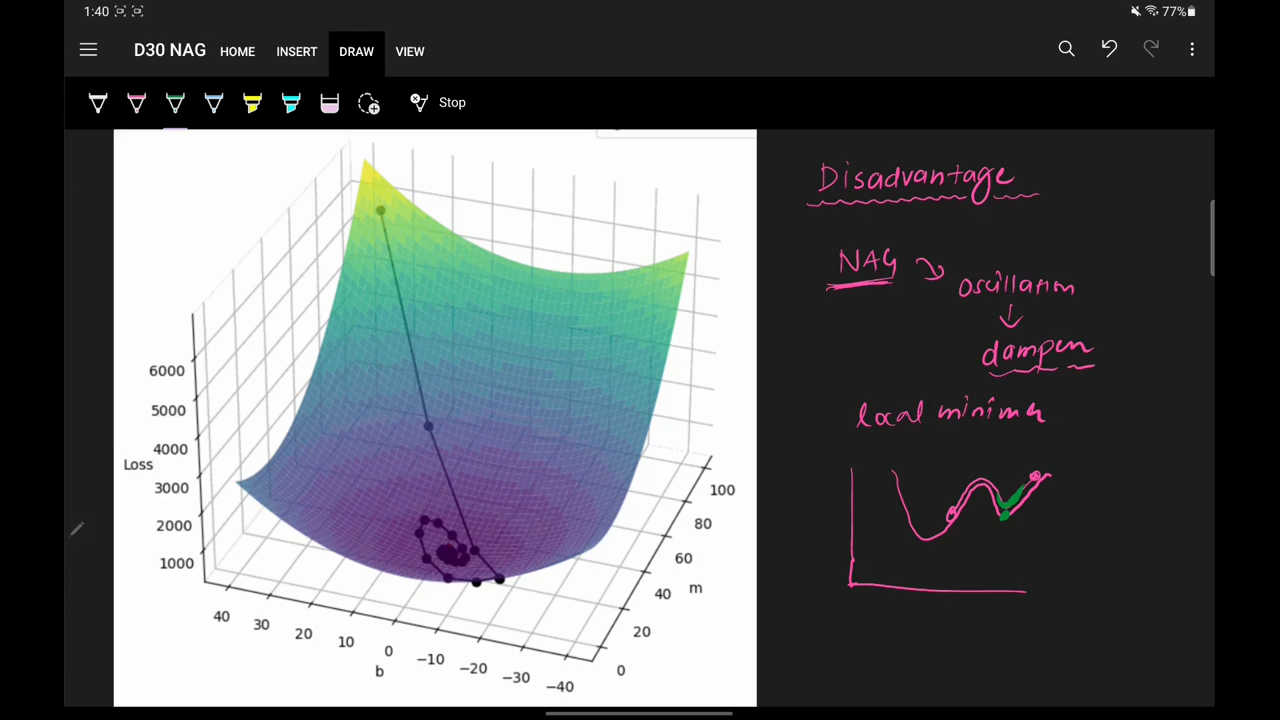 1:40 77%
D30 NAG HOME INSERT DRAW VIEW
Stop
Disadvantage
NAG
Oscillation
dampen
local minima
6000
5000
4000
3000
2000
1000
Loss
100
80
60
40
20
0
m
40 30 20 10 0 -10 -20 -30 -40
b